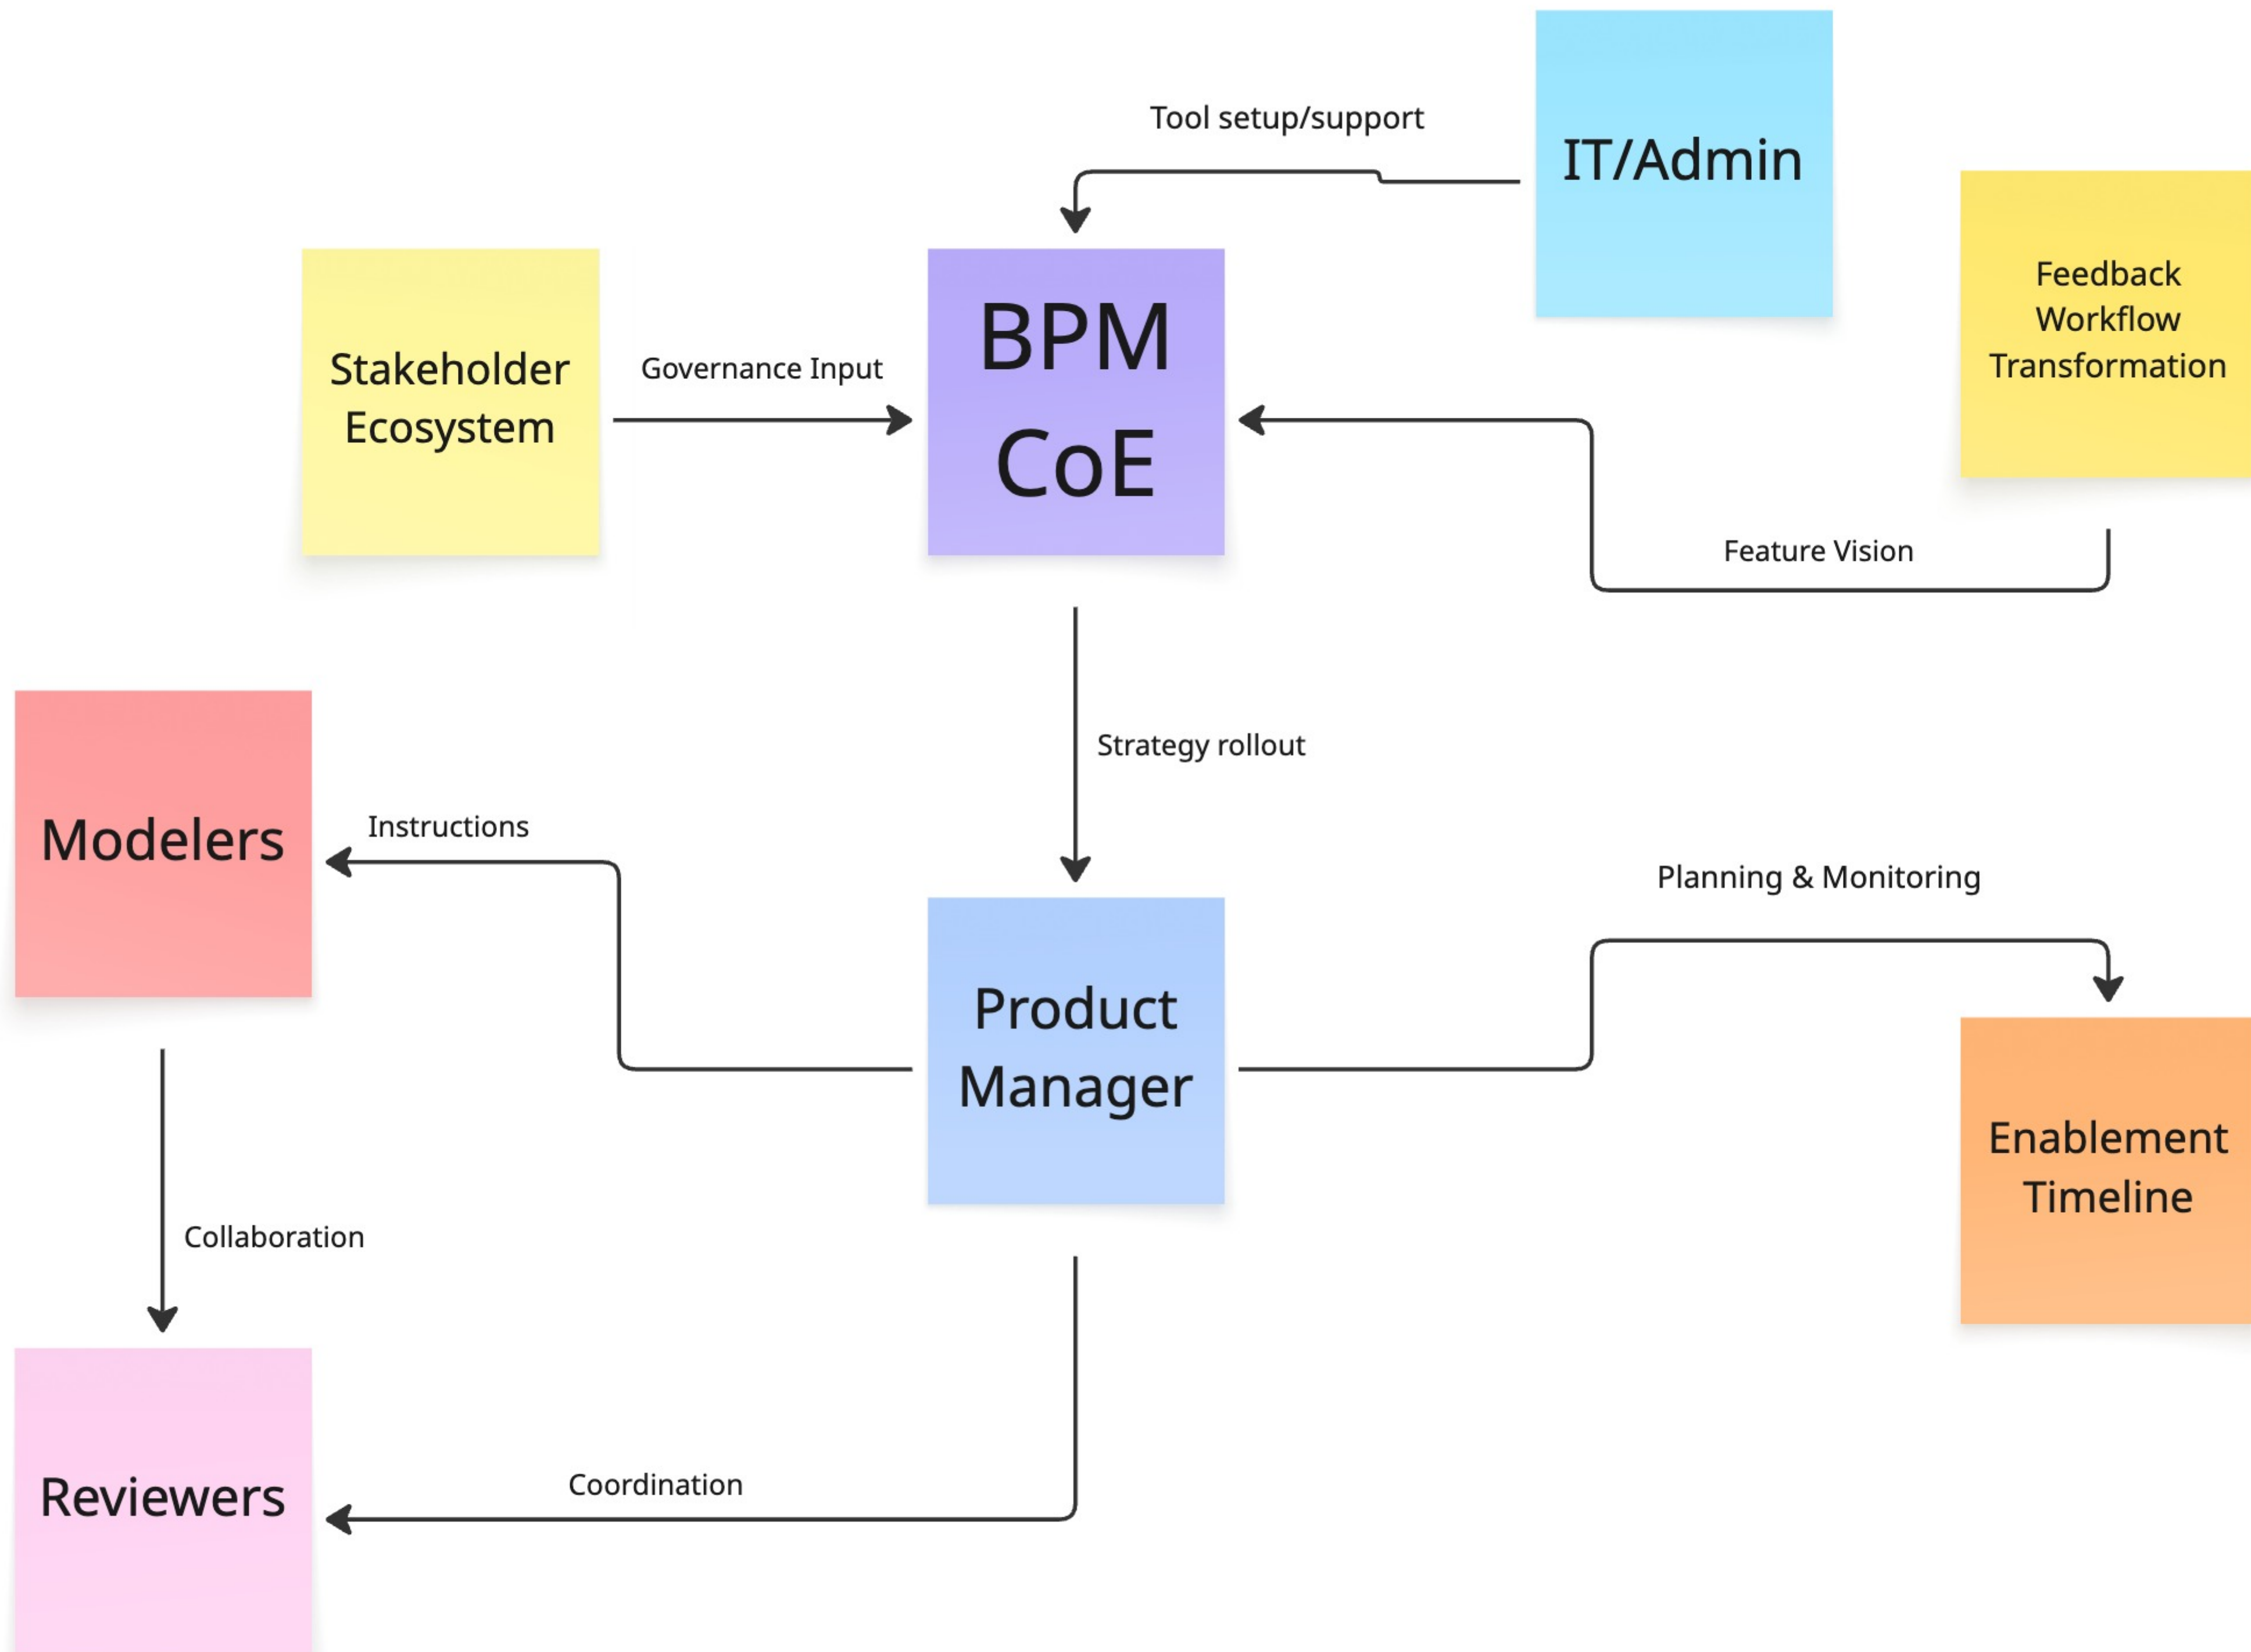 Tool setup/support
IT/Admin
Feedback
Workflow
Transformation
Stakeholder
Ecosystem
Governance Input
BPM
CoE
Feature Vision
Strategy rollout
Modelers
Instructions
Planning & Monitoring
Product
Manager
Enablement
Timeline
Collaboration
Reviewers
Coordination